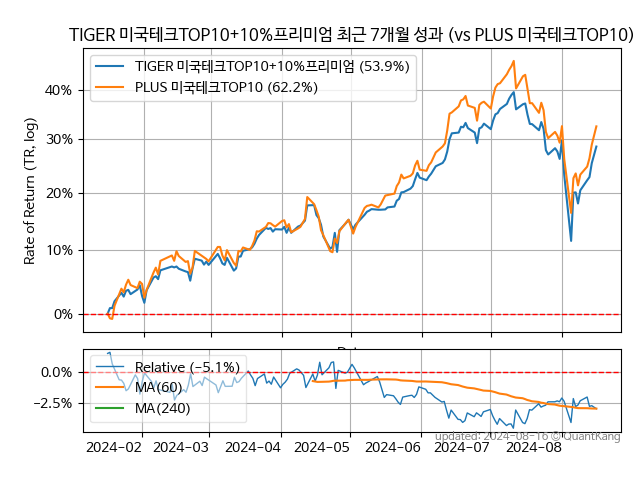 TIGER 미국테크TOP10+10%프리미엄 최근 7개월 성과 (vs PLUS 미국테크TOP10)
TIGER 미국테크TOP10+10%프리미엄 (53.9%)
PLUS 미국테크TOP10 (62.2%)
Rate of Return (TR, log)
40%
30%
20%
10%
0%
Relative (−5.1%)
MA(60)
MA(240)
0.0%
−2.5%
2024−02
2024−03
2024−04
2024−05
2024−06
2024−07
2024−08
updated: 2024-08-16 © QuantKang